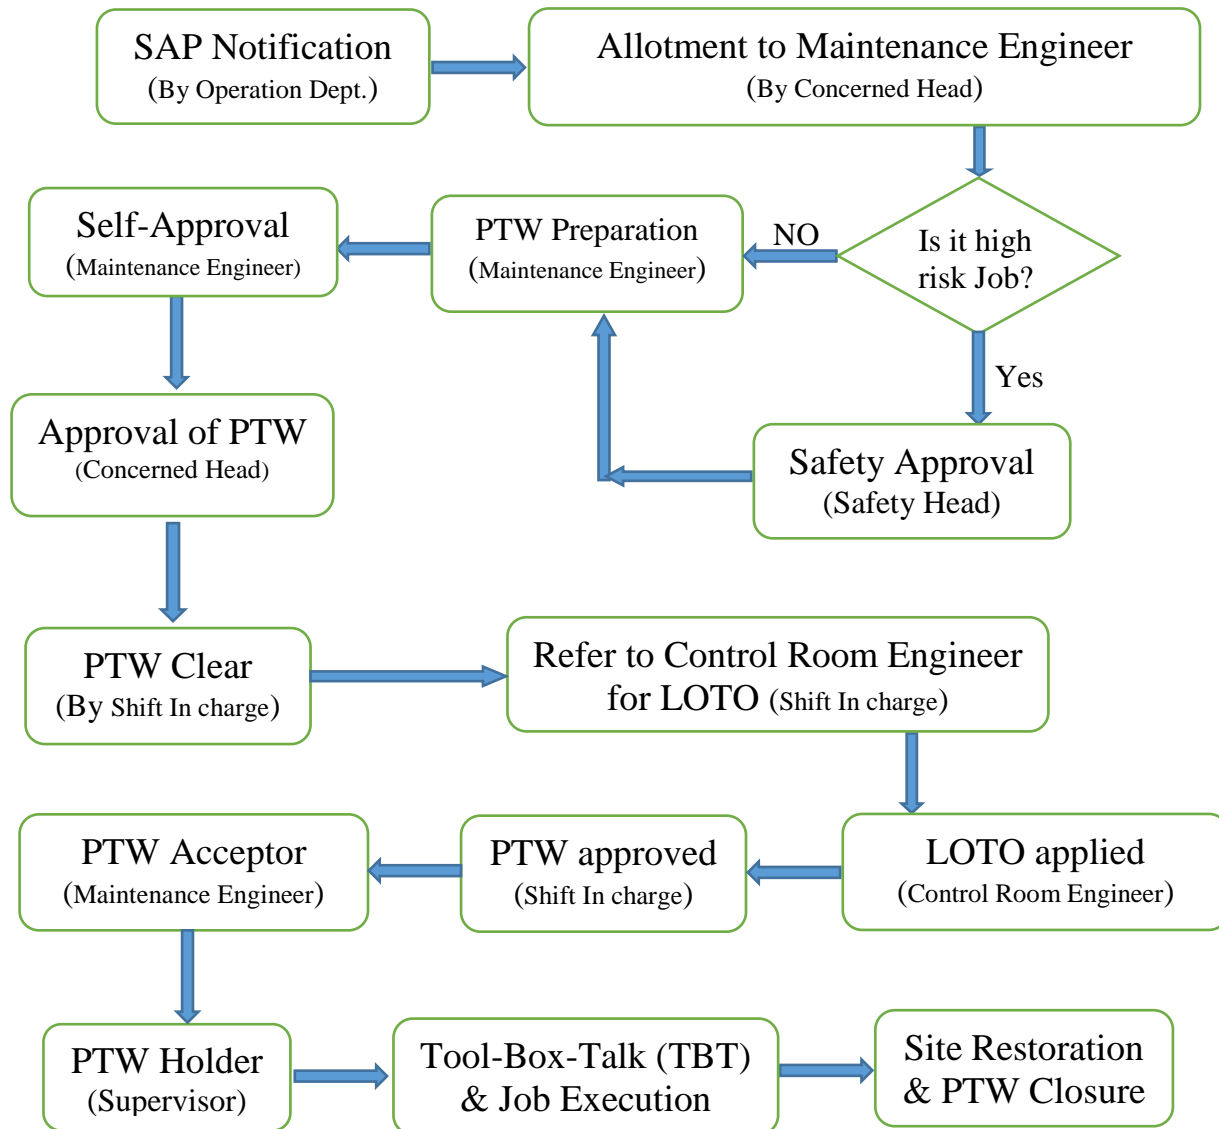 SAP Notification
(By Operation Dept.)
Allotment to Maintenance Engineer
(By Concerned Head)
Is it high
risk Job?
NO
PTW Preparation
(Maintenance Engineer)
Self-Approval
(Maintenance Engineer)
Yes
Safety Approval
(Safety Head)
Approval of PTW
(Concerned Head)
PTW Clear
(By Shift In charge)
Refer to Control Room Engineer
for LOTO (Shift In charge)
LOTO applied
(Control Room Engineer)
PTW approved
(Shift In charge)
PTW Acceptor
(Maintenance Engineer)
PTW Holder
(Supervisor)
Tool-Box-Talk (TBT)
& Job Execution
Site Restoration
& PTW Closure